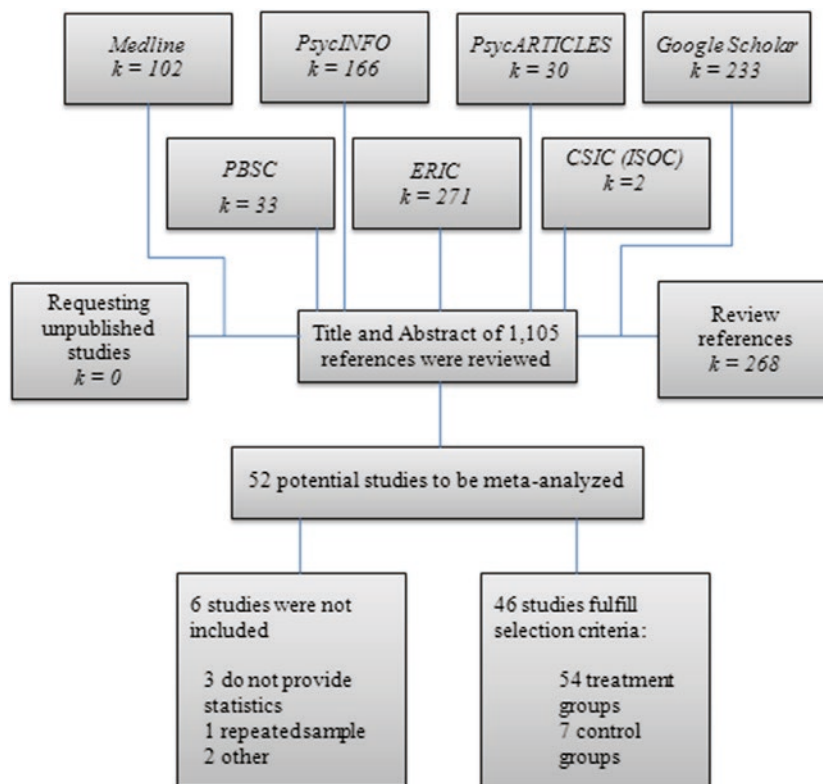 Medline
k = 102
PsycINFO
k = 166
PsycARTICLES
k = 30
Google Scholar
k = 233
PBSC
k = 33
ERIC
k = 271
CSIC (ISOC)
k =2
Requesting
unpublished
studies
k = 0
Title and Abstract of 1,105
references were reviewed
Review
references
k = 268
52 potential studies to be meta-analyzed
6 studies were not
included
3 do not provide
statistics
1 repeated sample
2 other
46 studies fulfill
selection criteria:
54 treatment
groups
7 control
groups